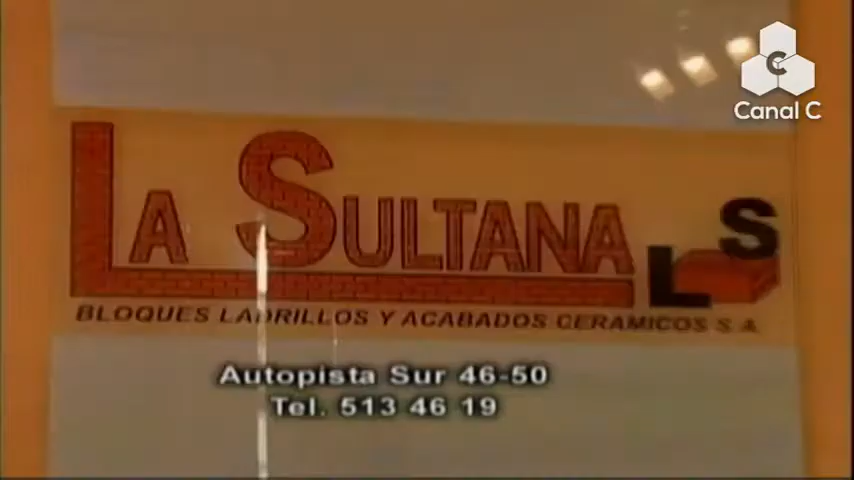 C
Canal C
LA SULTANA
LS
BLOQUES LADRILLOS Y ACABADOS CERAMICOS S.A.
Autopista Sur 46-50
Tel. 513 46 19